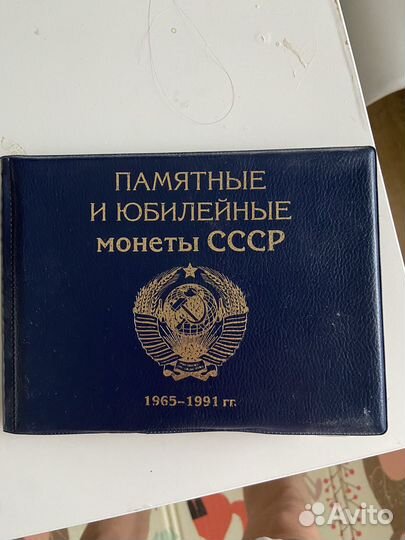 ПАМЯТНЫЕ
И ЮБИЛЕЙНЫЕ
монеты СССР
1965-1991 гг.
Avito